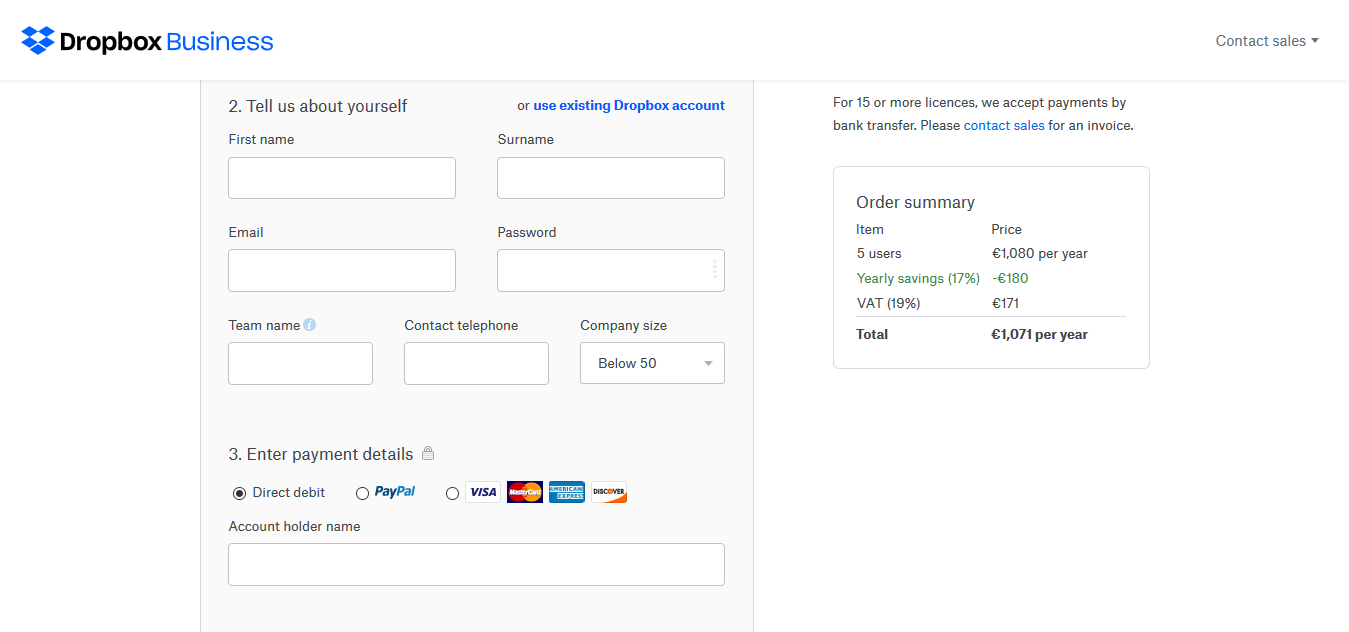 Dropbox Business
Contact sales
2. Tell us about yourself
or use existing Dropbox account
First name
Surname
Email
Password
Team name i
Contact telephone
Company size
Below 50
3. Enter payment details
Direct debit
PayPal
VISA
MasterCard
AMERICAN EXPRESS
DISCOVER
Account holder name
For 15 or more licences, we accept payments by
bank transfer. Please contact sales for an invoice.
Order summary
Item Price
5 users €1,080 per year
Yearly savings (17%) -€180
VAT (19%) €171
Total €1,071 per year